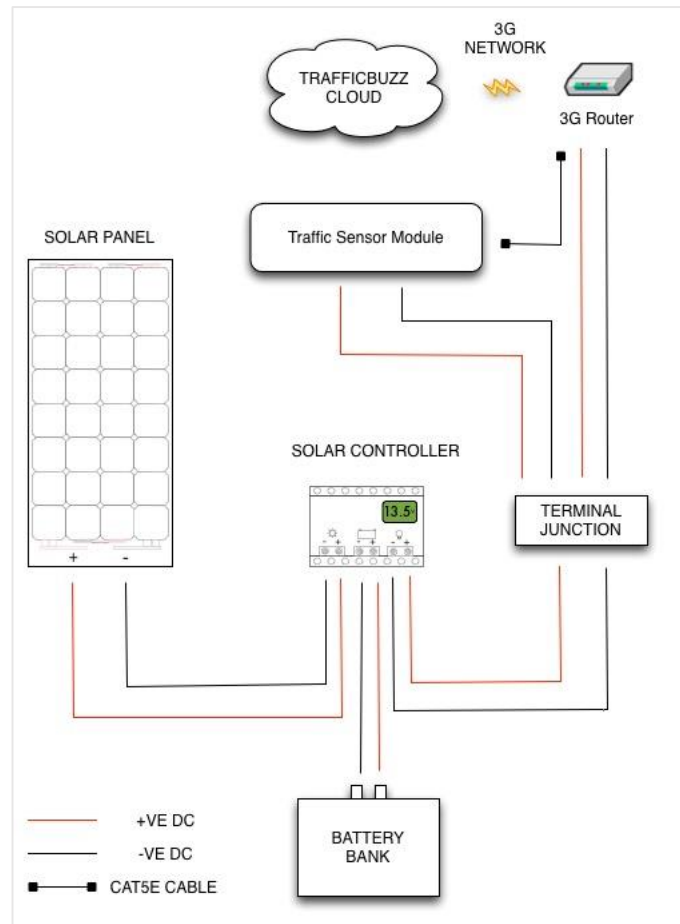 3G
NETWORK
TRAFFICBUZZ
CLOUD
3G Router
Traffic Sensor Module
SOLAR PANEL
SOLAR CONTROLLER
13.5
- + - + - +
TERMINAL
JUNCTION
+ -
+VE DC
-VE DC
CAT5E CABLE
BATTERY
BANK